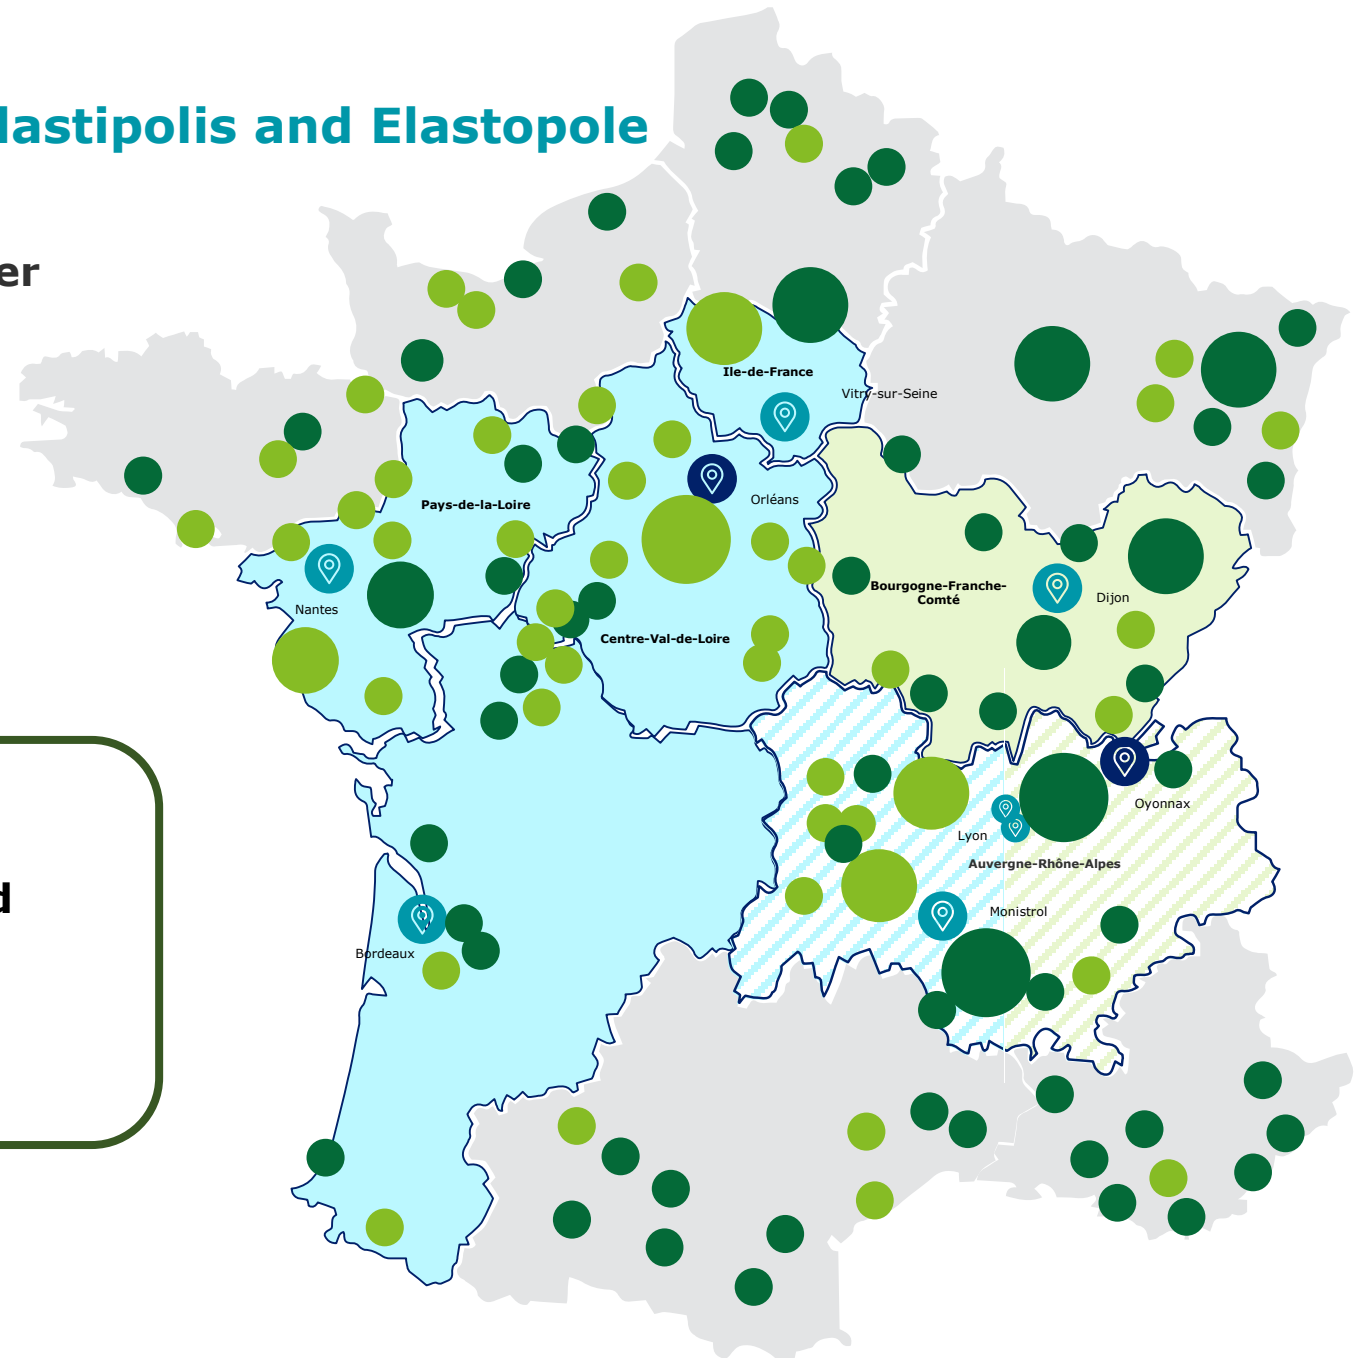 lastipolis and Elastopole
er
Ile-de-France
Vitry-sur-Seine
Orléans
Pays-de-la-Loire
Nantes
Bourgogne-Franche-
Comté
Dijon
Centre-Val-de-Loire
Oyonnax
Lyon
Auvergne-Rhône-Alpes
d
Monistrol
Bordeaux